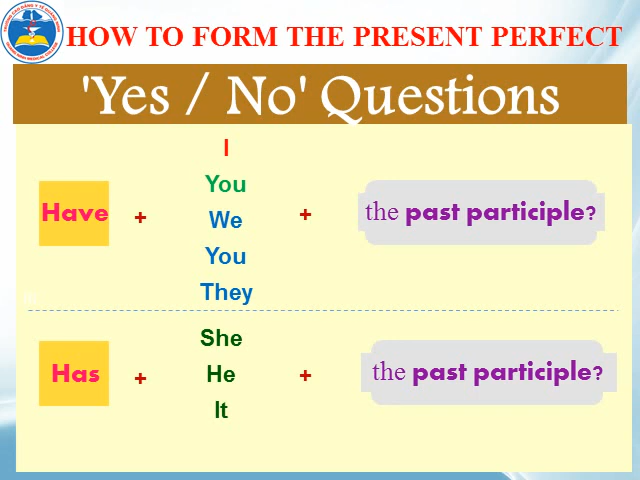 HOW TO FORM THE PRESENT PERFECT
'Yes / No' Questions
I
You
Have + We + the past participle?
You
They
She
Has + He + the past participle?
It